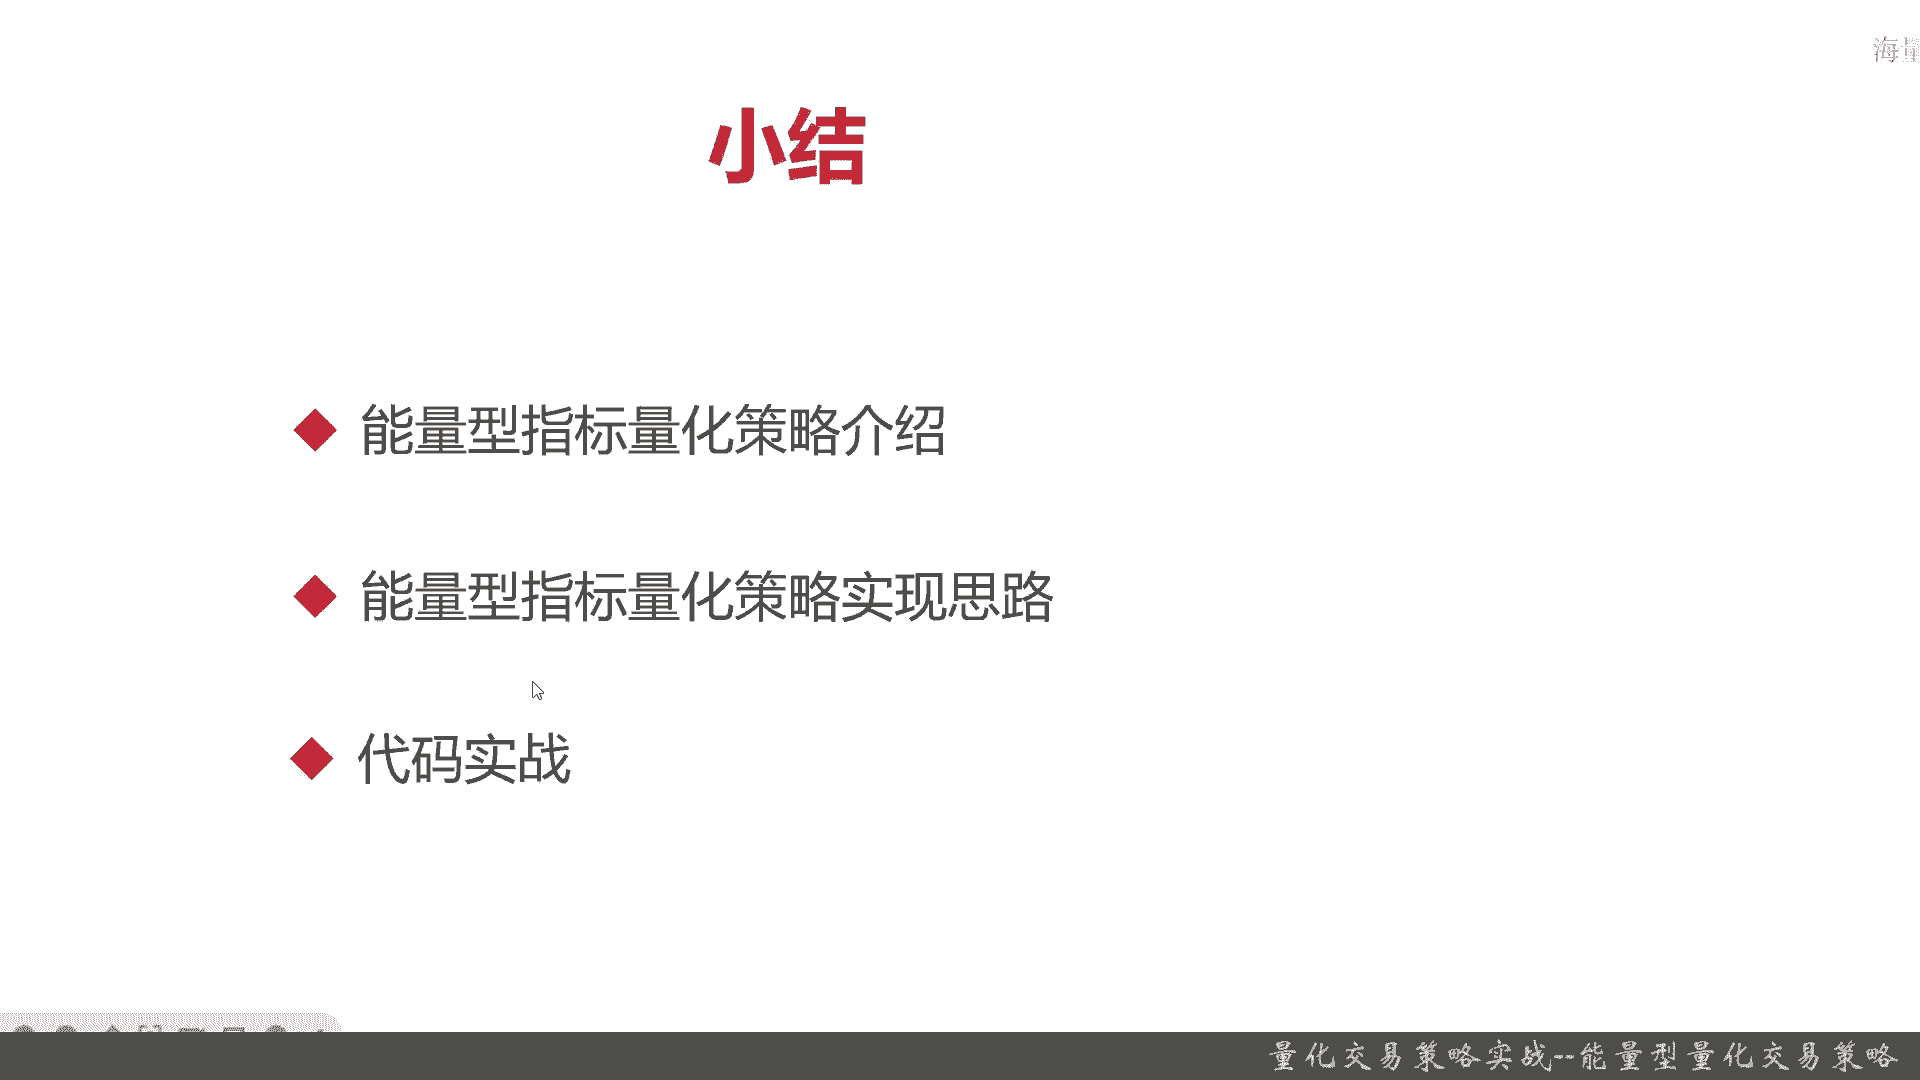 海量
小结
能量型指标量化策略介绍
能量型指标量化策略实现思路
代码实战
量化交易策略实战--能量型量化交易策略